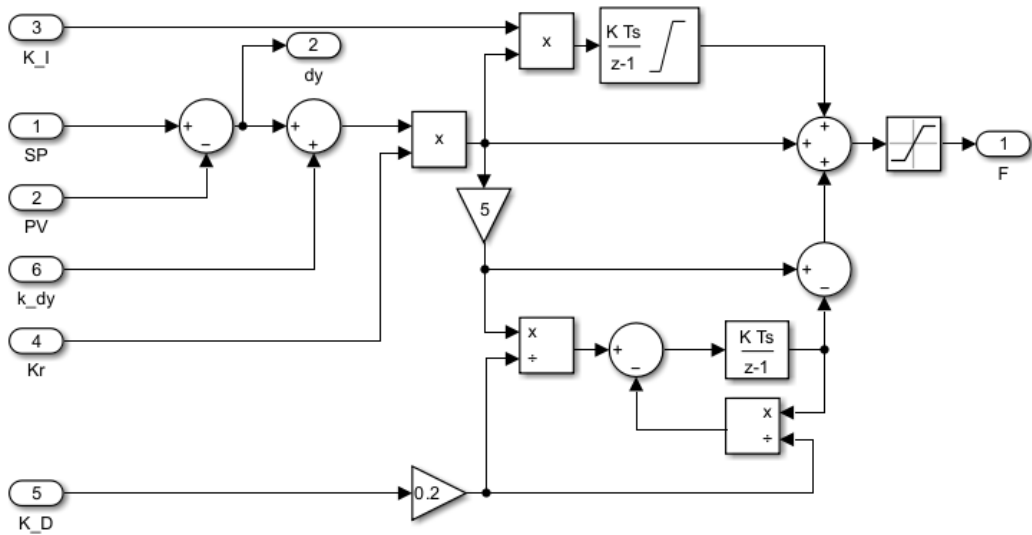 3
K_I
2
dy
x
K Ts
z-1
+
+
+
1
SP
+
−
+
+
x
1
F
2
PV
5
6
k_dy
+
−
4
Kr
x
÷
+
−
K Ts
z-1
x
÷
5
K_D
0.2